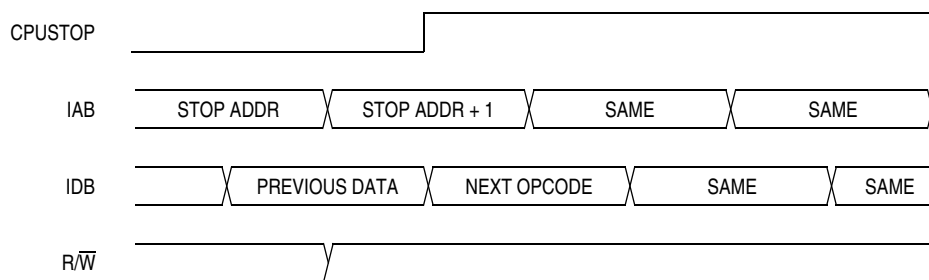 CPUSTOP
IAB STOP ADDR STOP ADDR + 1 SAME SAME
IDB PREVIOUS DATA NEXT OPCODE SAME SAME
R/W̅